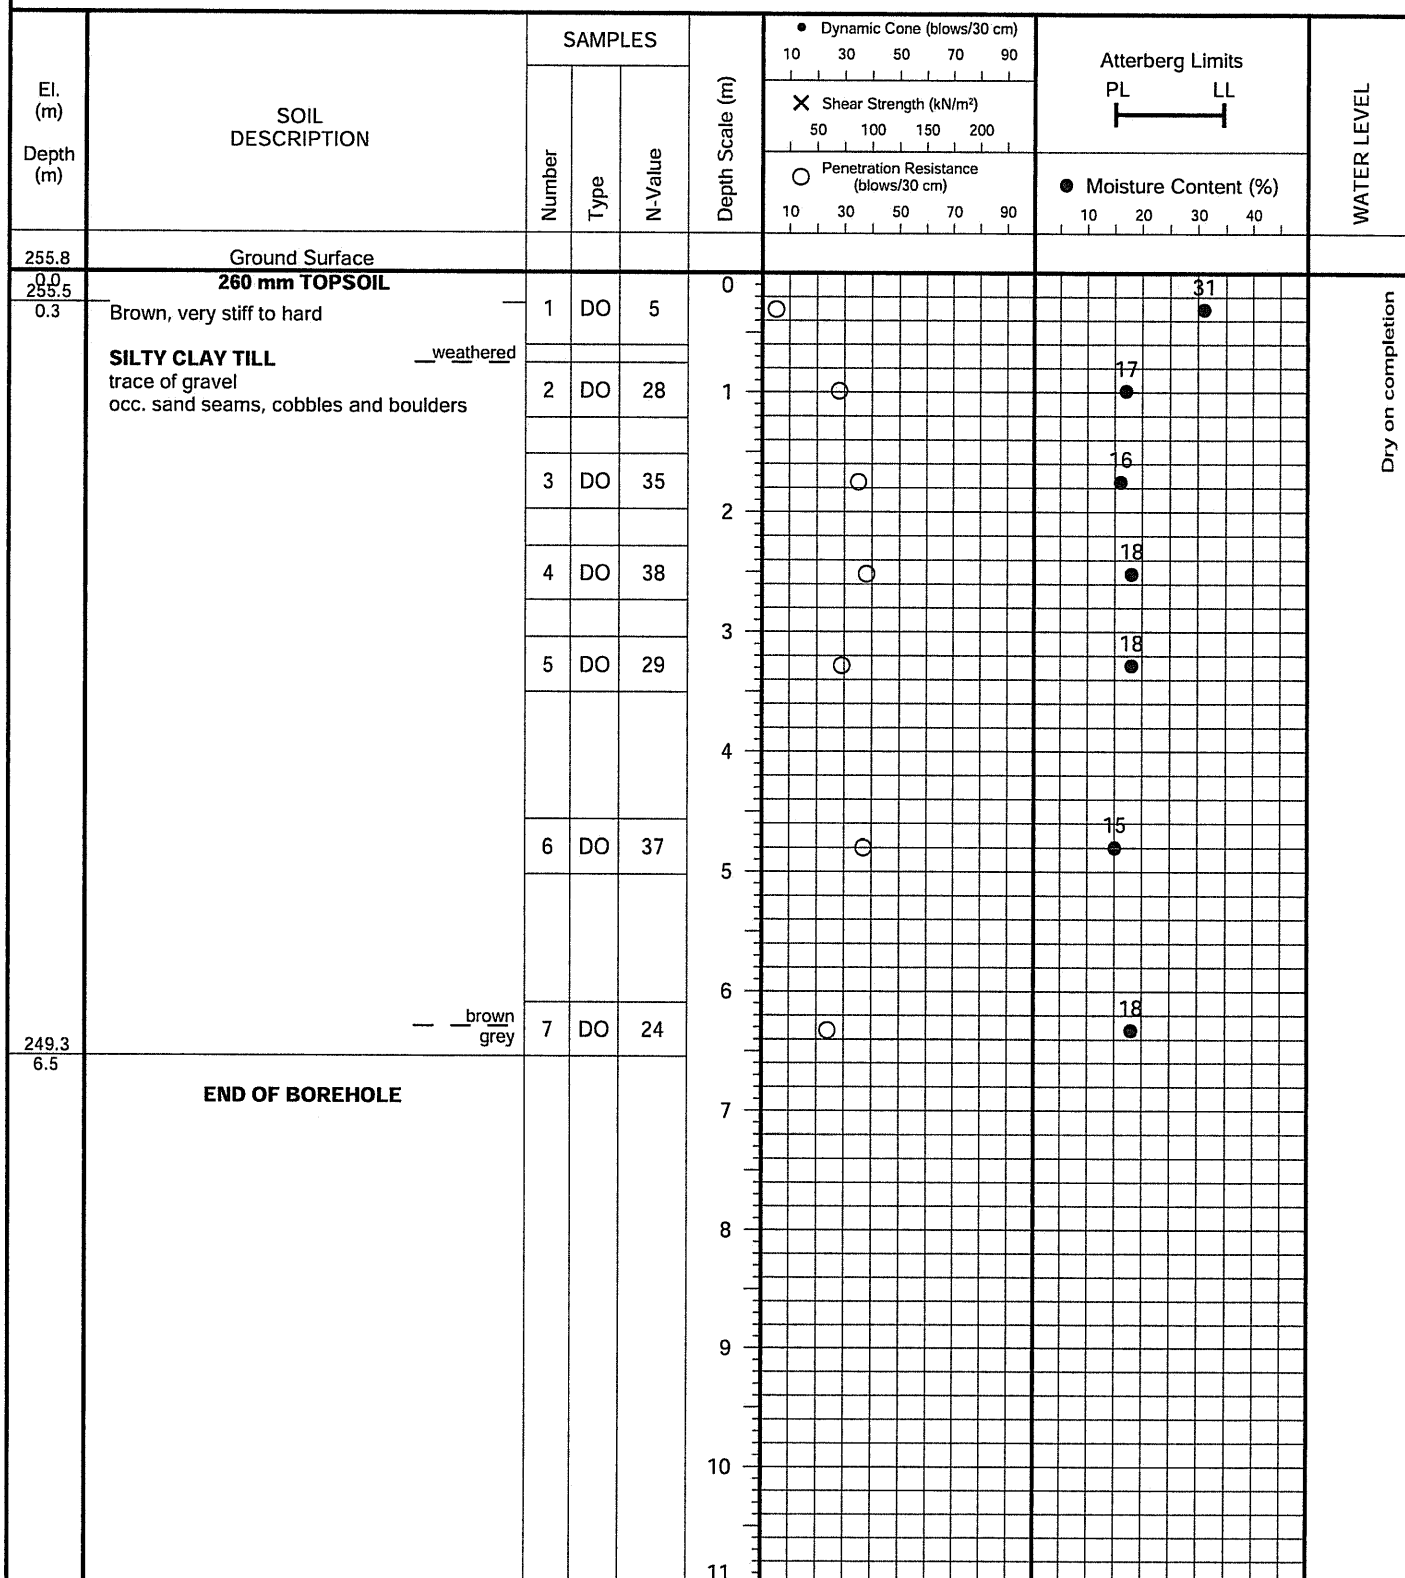 El.
(m)
Depth
(m)
SOIL
DESCRIPTION
SAMPLES
Number
Type
N-Value
Depth Scale (m)
● Dynamic Cone (blows/30 cm)
10 30 50 70 90
X Shear Strength (kN/m²)
50 100 150 200
○ Penetration Resistance
(blows/30 cm)
10 30 50 70 90
Atterberg Limits
PL LL
● Moisture Content (%)
10 20 30 40
WATER LEVEL
255.8 Ground Surface
0.0 260 mm TOPSOIL 0
255.5
0.3 Brown, very stiff to hard 1 DO 5 31
SILTY CLAY TILL weathered
trace of gravel 2 DO 28 1 17
occ. sand seams, cobbles and boulders
3 DO 35 16
2
4 DO 38 18
3
5 DO 29 18
4
6 DO 37 15
5
6
brown
grey
7 DO 24 18
249.3
6.5
END OF BOREHOLE
7
8
9
10
11
Dry on completion